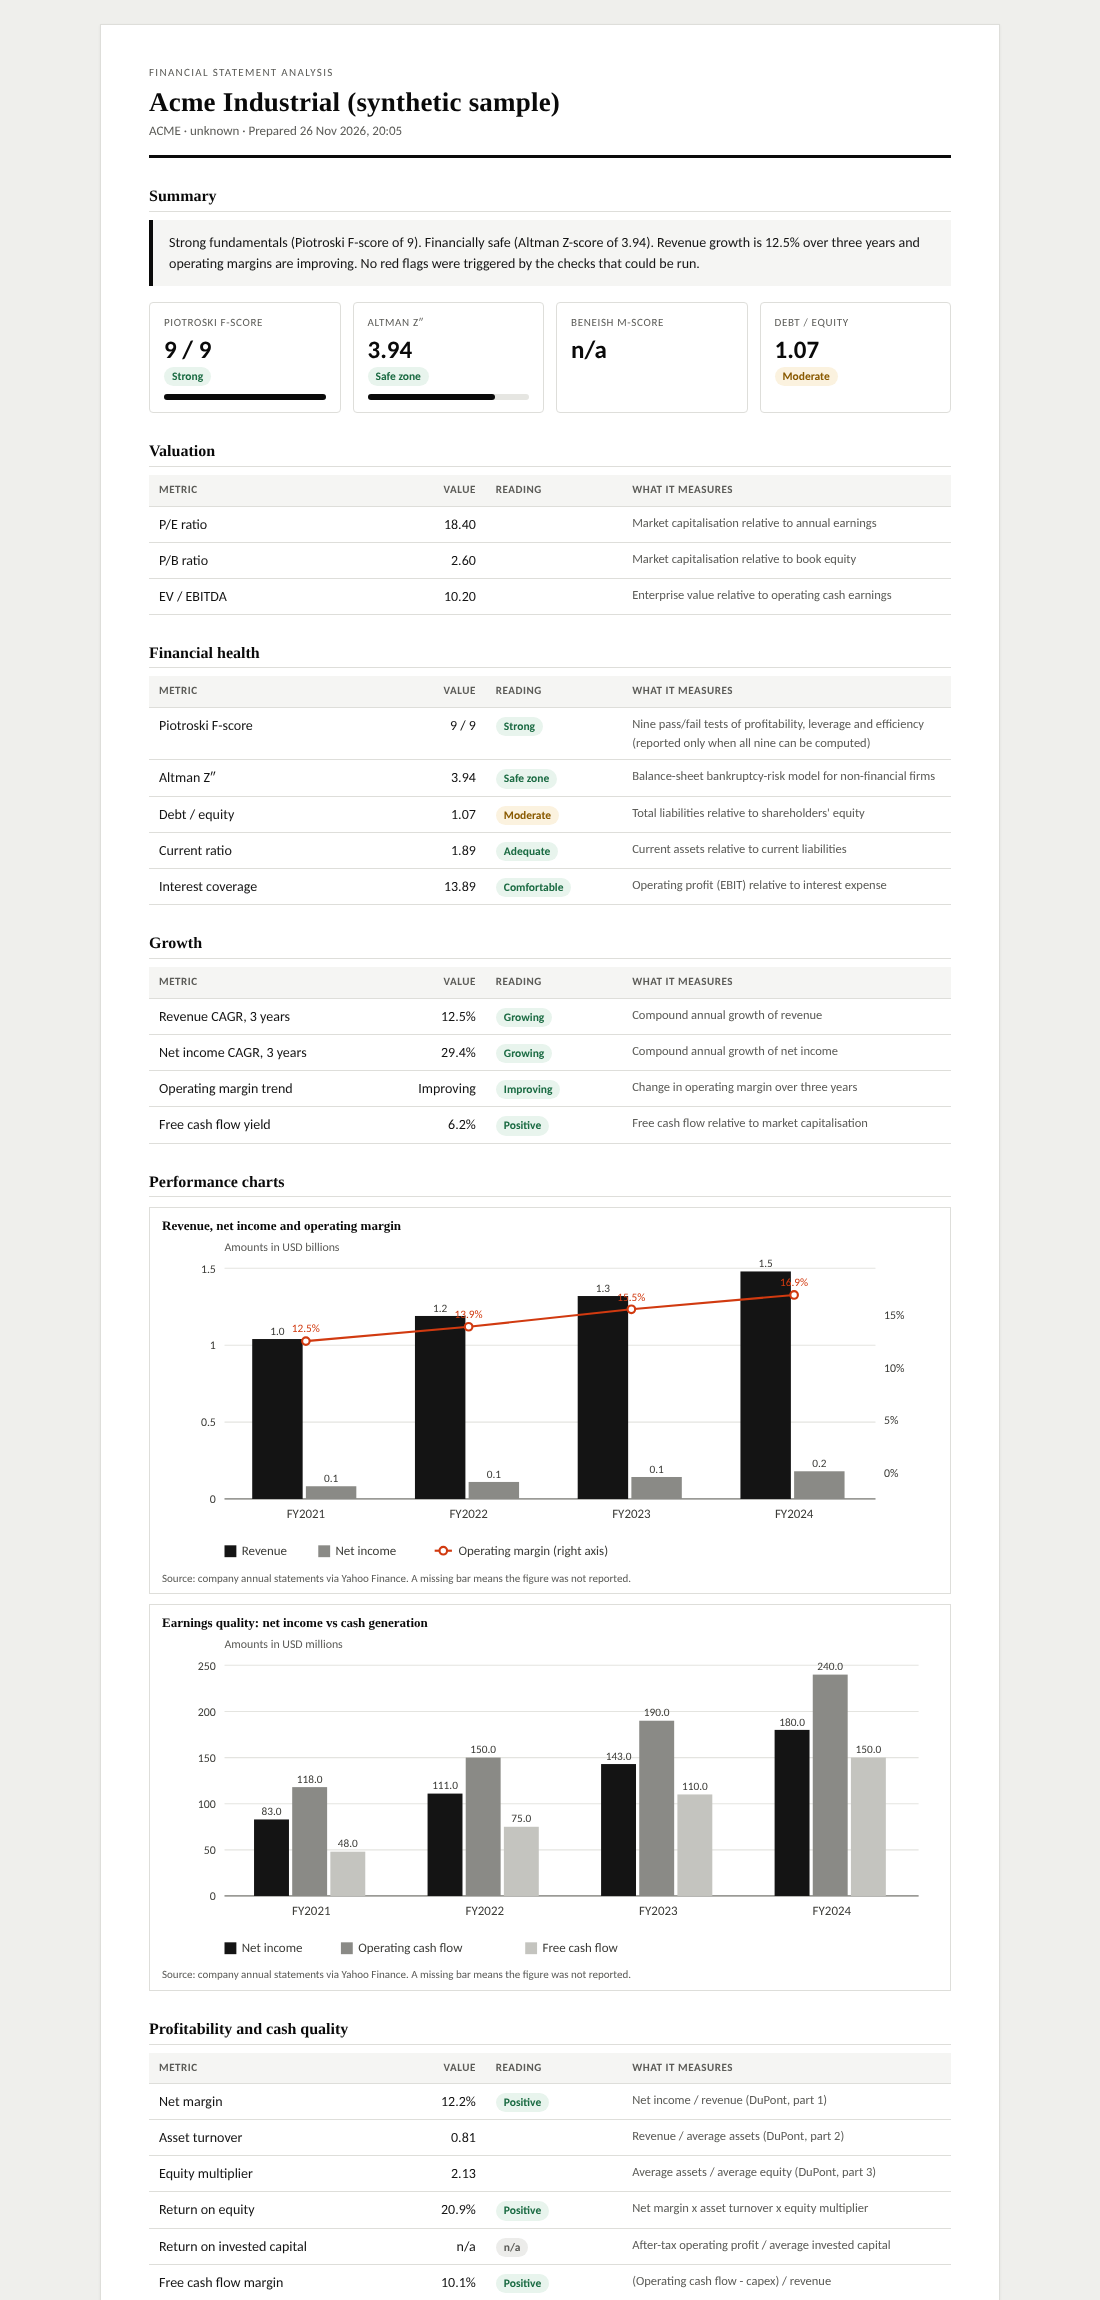 FINANCIAL STATEMENT ANALYSIS
Acme Industrial (synthetic sample)
ACME · unknown · Prepared 26 Nov 2026, 20:05
Summary
Strong fundamentals (Piotroski F-score of 9). Financially safe (Altman Z-score of 3.94). Revenue growth is 12.5% over three years and
operating margins are improving. No red flags were triggered by the checks that could be run.
PIOTROSKI F-SCORE
9 / 9
Strong
ALTMAN Z″
3.94
Safe zone
BENEISH M-SCORE
n/a
DEBT / EQUITY
1.07
Moderate
Valuation
METRIC VALUE READING WHAT IT MEASURES
P/E ratio 18.40 Market capitalisation relative to annual earnings
P/B ratio 2.60 Market capitalisation relative to book equity
EV / EBITDA 10.20 Enterprise value relative to operating cash earnings
Financial health
METRIC VALUE READING WHAT IT MEASURES
Piotroski F-score 9 / 9 Strong Nine pass/fail tests of profitability, leverage and efficiency
(reported only when all nine can be computed)
Altman Z″ 3.94 Safe zone Balance-sheet bankruptcy-risk model for non-financial firms
Debt / equity 1.07 Moderate Total liabilities relative to shareholders' equity
Current ratio 1.89 Adequate Current assets relative to current liabilities
Interest coverage 13.89 Comfortable Operating profit (EBIT) relative to interest expense
Growth
METRIC VALUE READING WHAT IT MEASURES
Revenue CAGR, 3 years 12.5% Growing Compound annual growth of revenue
Net income CAGR, 3 years 29.4% Growing Compound annual growth of net income
Operating margin trend Improving Improving Change in operating margin over three years
Free cash flow yield 6.2% Positive Free cash flow relative to market capitalisation
Performance charts
Revenue, net income and operating margin
Amounts in USD billions
1.5
1
0.5
0
15%
10%
5%
0%
1.0 12.5% 0.1
1.2 13.9% 0.1
1.3 15.5% 0.1
1.5 16.9% 0.2
FY2021 FY2022 FY2023 FY2024
Revenue Net income Operating margin (right axis)
Source: company annual statements via Yahoo Finance. A missing bar means the figure was not reported.
Earnings quality: net income vs cash generation
Amounts in USD millions
250
200
150
100
50
0
83.0 118.0 48.0
111.0 150.0 75.0
143.0 190.0 110.0
180.0 240.0 150.0
FY2021 FY2022 FY2023 FY2024
Net income Operating cash flow Free cash flow
Source: company annual statements via Yahoo Finance. A missing bar means the figure was not reported.
Profitability and cash quality
METRIC VALUE READING WHAT IT MEASURES
Net margin 12.2% Positive Net income / revenue (DuPont, part 1)
Asset turnover 0.81 Revenue / average assets (DuPont, part 2)
Equity multiplier 2.13 Average assets / average equity (DuPont, part 3)
Return on equity 20.9% Positive Net margin x asset turnover x equity multiplier
Return on invested capital n/a n/a After-tax operating profit / average invested capital
Free cash flow margin 10.1% Positive (Operating cash flow - capex) / revenue